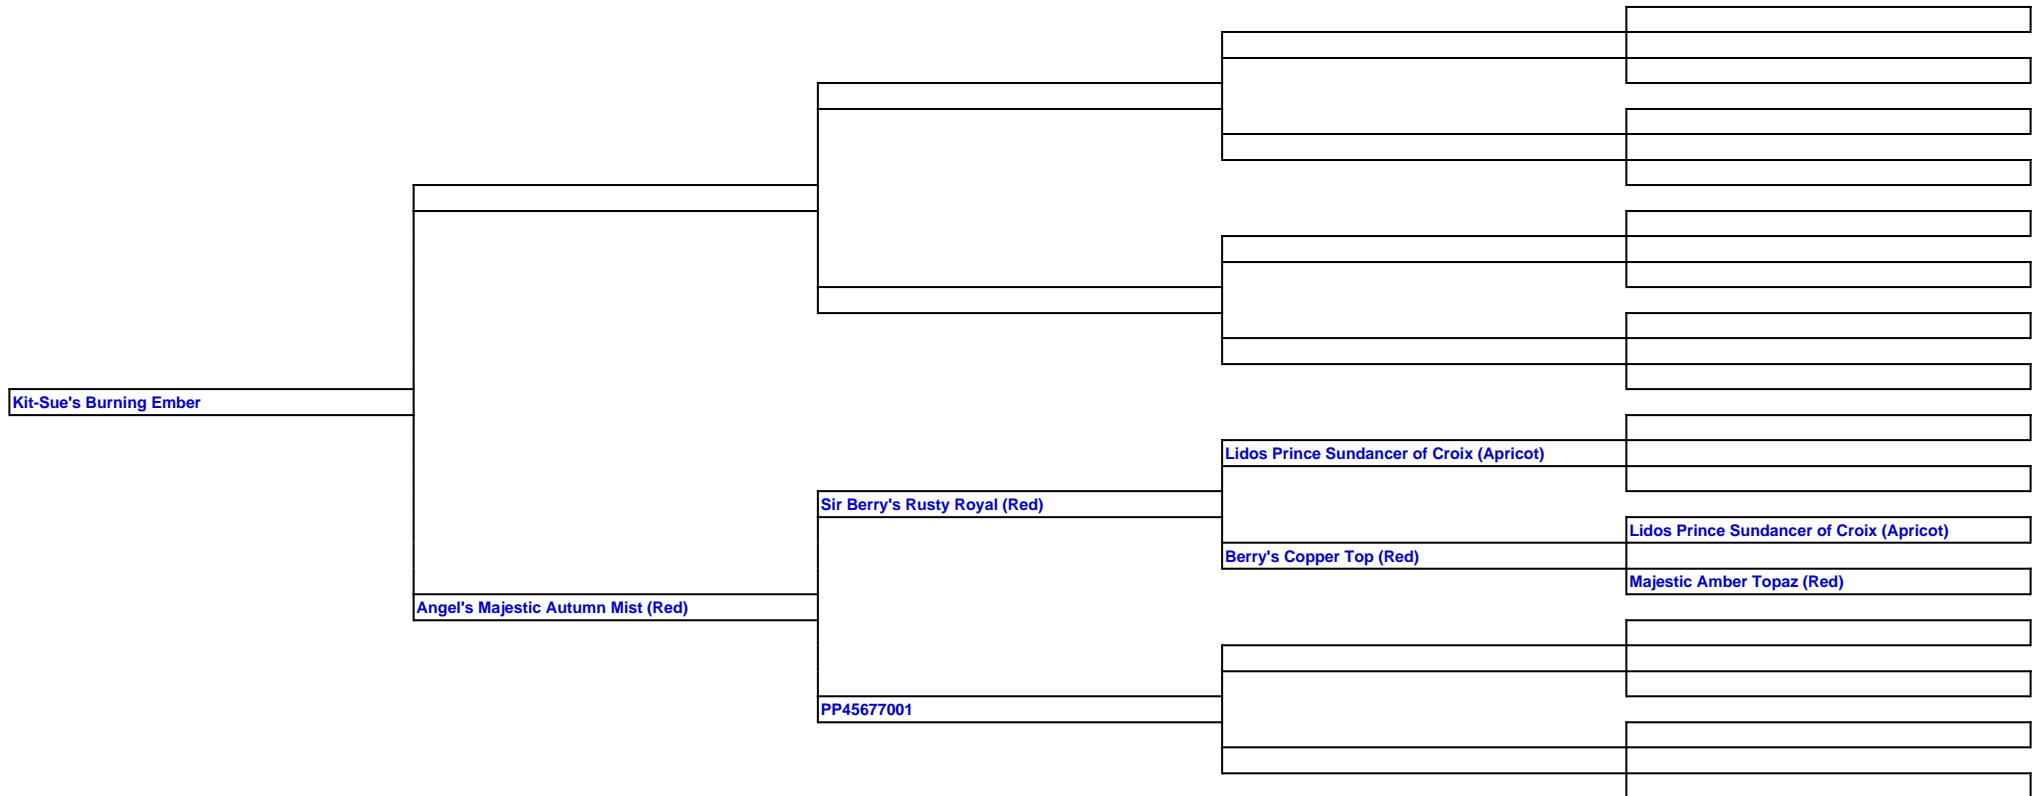 Kit-Sue's Burning Ember
Angel's Majestic Autumn Mist (Red)
Sir Berry's Rusty Royal (Red)
PP45677001
Lidos Prince Sundancer of Croix (Apricot)
Berry's Copper Top (Red)
Lidos Prince Sundancer of Croix (Apricot)
Majestic Amber Topaz (Red)